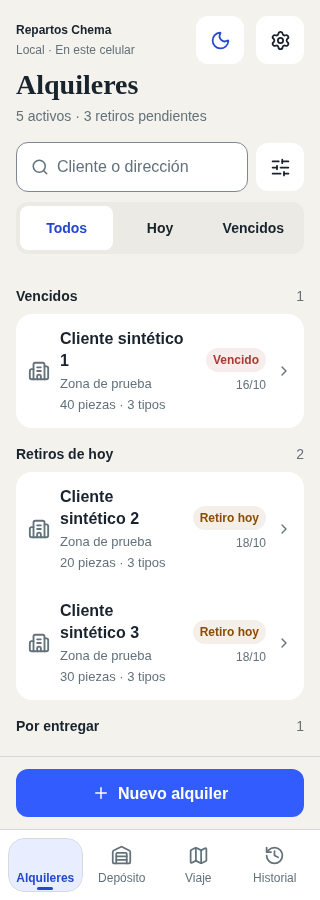 Repartos Chema
Local · En este celular
Alquileres
5 activos · 3 retiros pendientes
Cliente o dirección
Todos
Hoy
Vencidos
Vencidos
1
Cliente sintético
1
Zona de prueba
40 piezas · 3 tipos
Vencido
16/10
Retiros de hoy
2
Cliente
sintético 2
Zona de prueba
20 piezas · 3 tipos
Retiro hoy
18/10
Cliente
sintético 3
Zona de prueba
30 piezas · 3 tipos
Retiro hoy
18/10
Por entregar
1
Nuevo alquiler
Alquileres
Depósito
Viaje
Historial